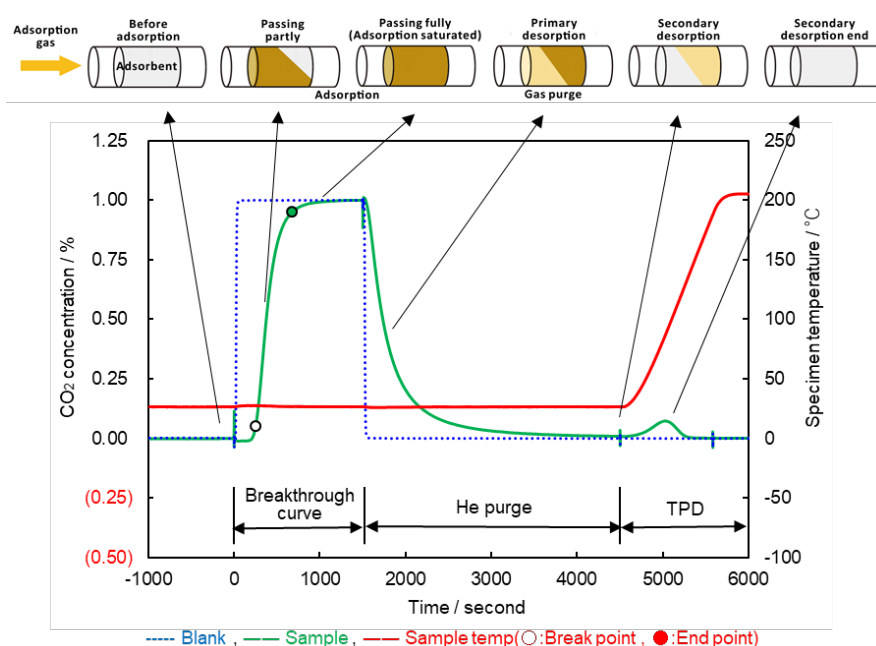 Adsorption
gas
Before
adsorption
Passing
partly
Passing fully
(Adsorption saturated)
Primary
desorption
Secondary
desorption
Secondary
desorption end
Adsorbent
Adsorption
Gas purge
1.25
1.00
0.75
0.50
0.25
0.00
(0.25)
(0.50)
CO2 concentration / %
250
200
150
100
50
0
-50
-100
Specimen temperature / °C
Breakthrough
curve
He purge
TPD
-1000 0 1000 2000 3000 4000 5000 6000
Time / second
Blank , Sample , Sample temp(○:Break point , ●:End point)